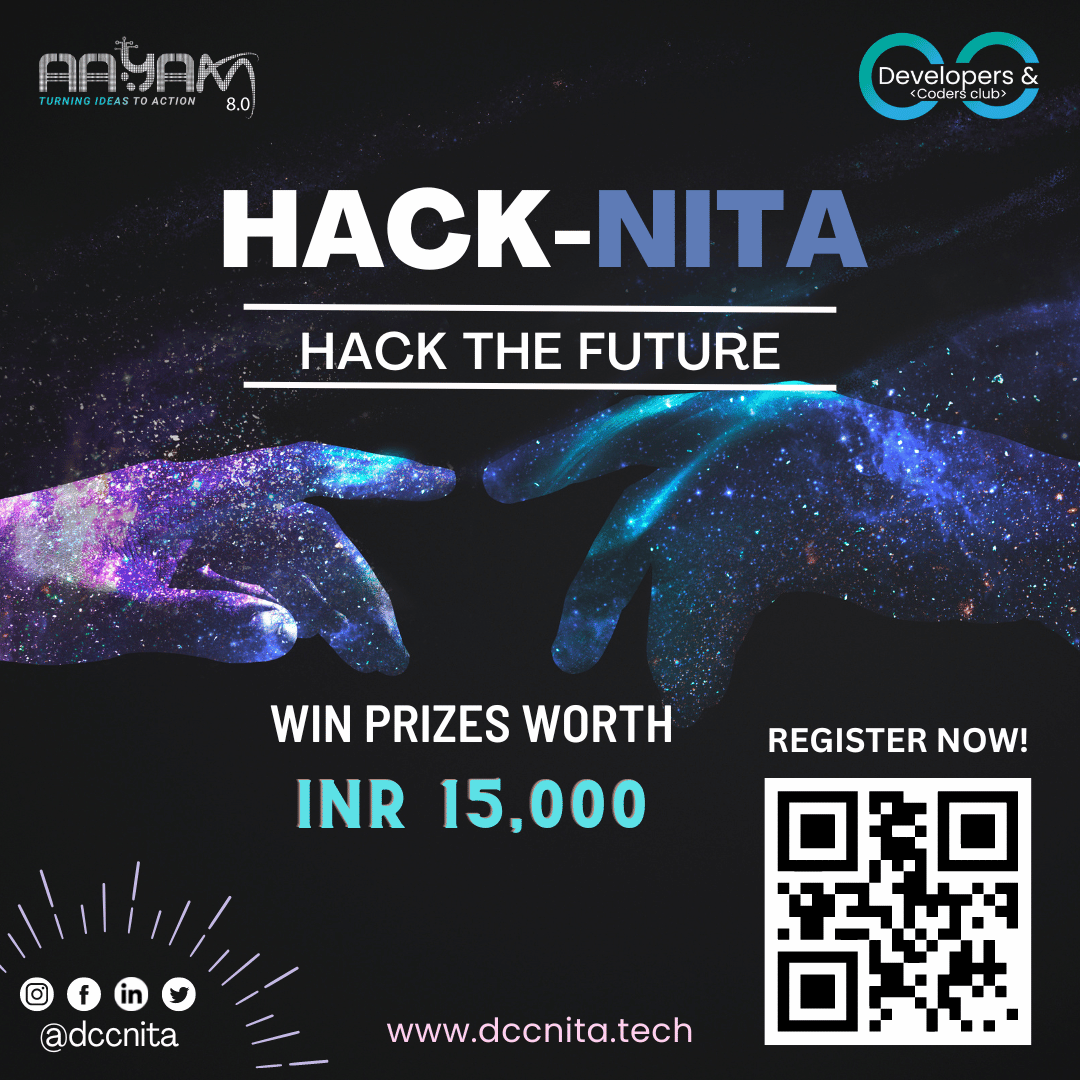 AAYAM
TURNING IDEAS TO ACTION
8.0
Developers &
<Coders club>
HACK-NITA
HACK THE FUTURE
WIN PRIZES WORTH
INR 15,000
REGISTER NOW!
@dccnita
www.dccnita.tech